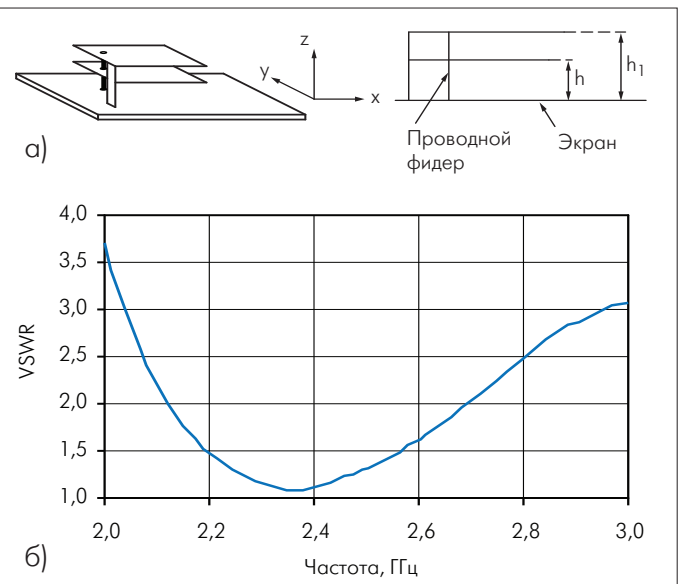 z
y
x
h
h1
Проводной
фидер
Экран
а)
4,0
3,5
3,0
2,5
2,0
1,5
1,0
VSWR
2,0
2,2
2,4
2,6
2,8
3,0
Частота, ГГц
б)